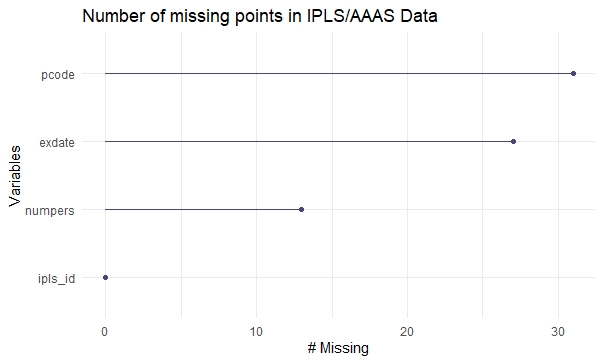 Number of missing points in IPLS/AAAS Data
pcode
exdate
numpers
ipls_id
Variables
0 10 20 30
# Missing